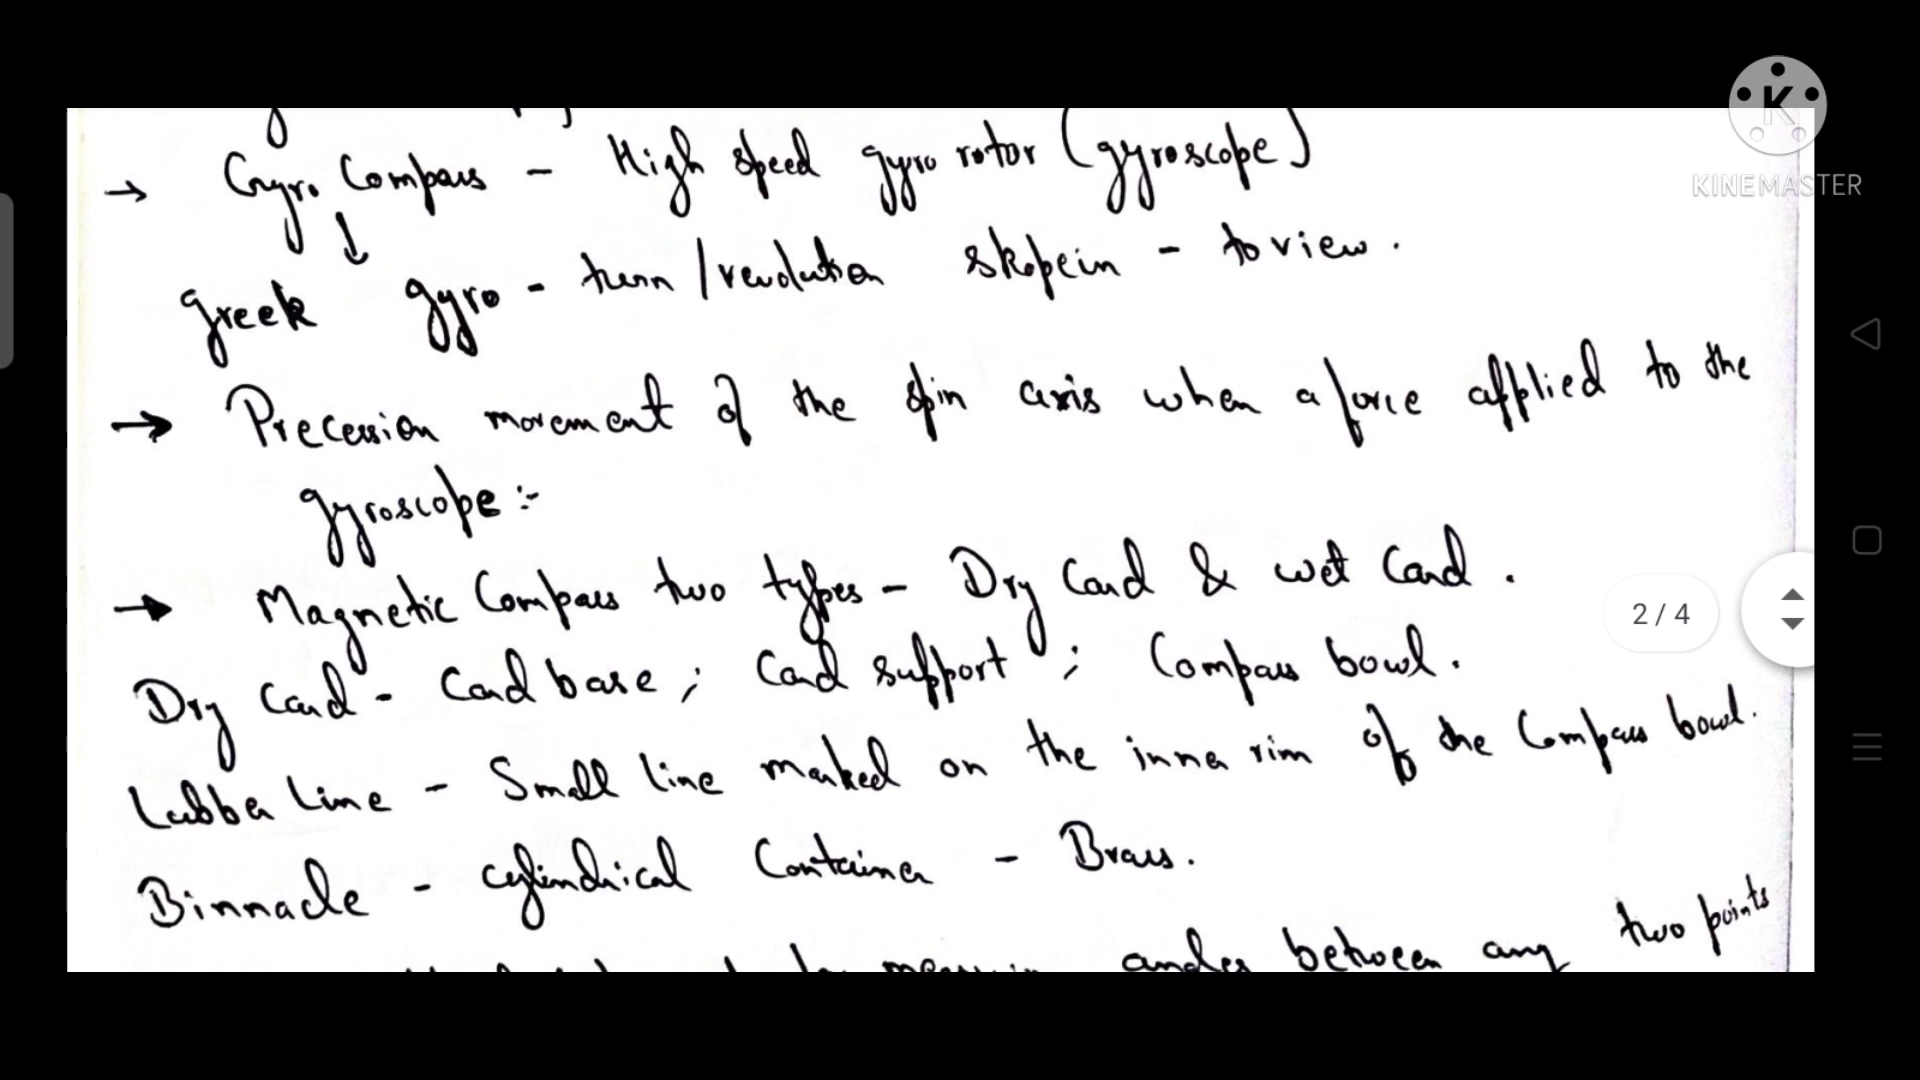 → Gyro Compass - High speed gyro rotor (gyroscope)
KINEMASTER
Greek gyro - turn / revolution skopein - to view.
→ Precession movement of the spin axis when a force applied to the
gyroscope :-
→ Magnetic Compass two types - Dry Card & wet Card.
2 / 4
Dry Card - Card base ; Card support ; Compass bowl.
Lubber Line - Small line marked on the inner rim of the Compass bowl.
Binnacle - cylindrical Container - Brass.
angles between any two points